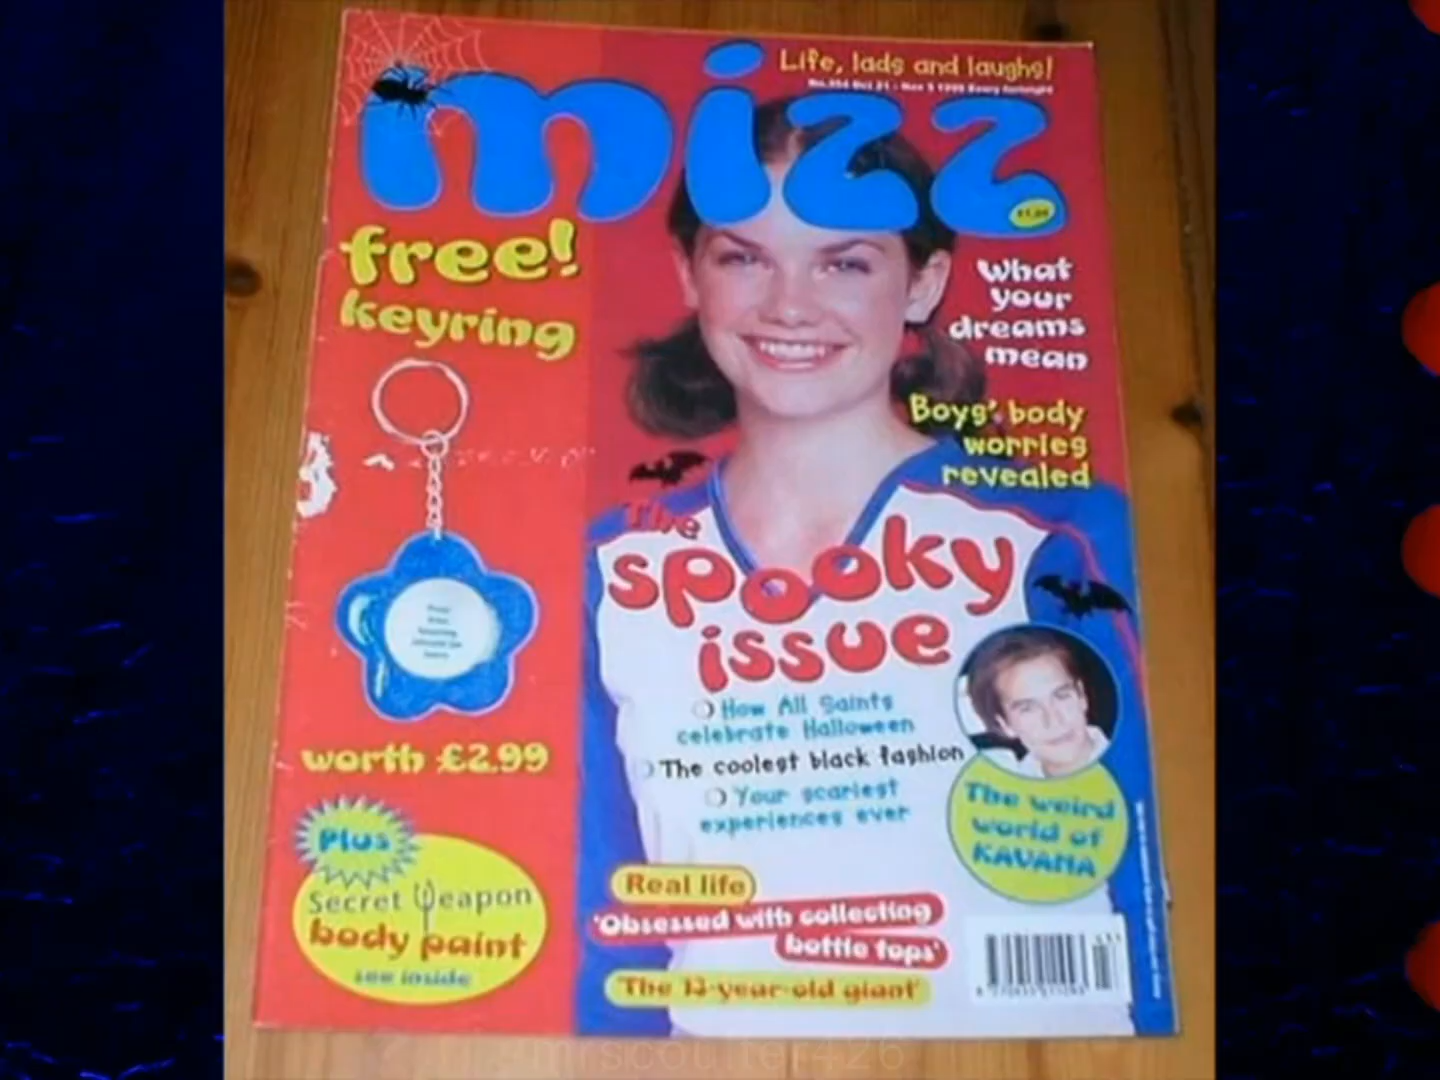 Life, lads and laughs!
mizz
free!
keyring
What
your
dreams
mean
Boys' body
worries
revealed
The
spooky
issue
How All Saints
celebrate Halloween
The coolest black fashion
Your scariest
experiences ever
worth £2.99
The weird
world of
KAVANA
Plus
Secret Weapon
body paint
see inside
Real life
'Obsessed with collecting
bottle tops'
'The 13-year-old giant'